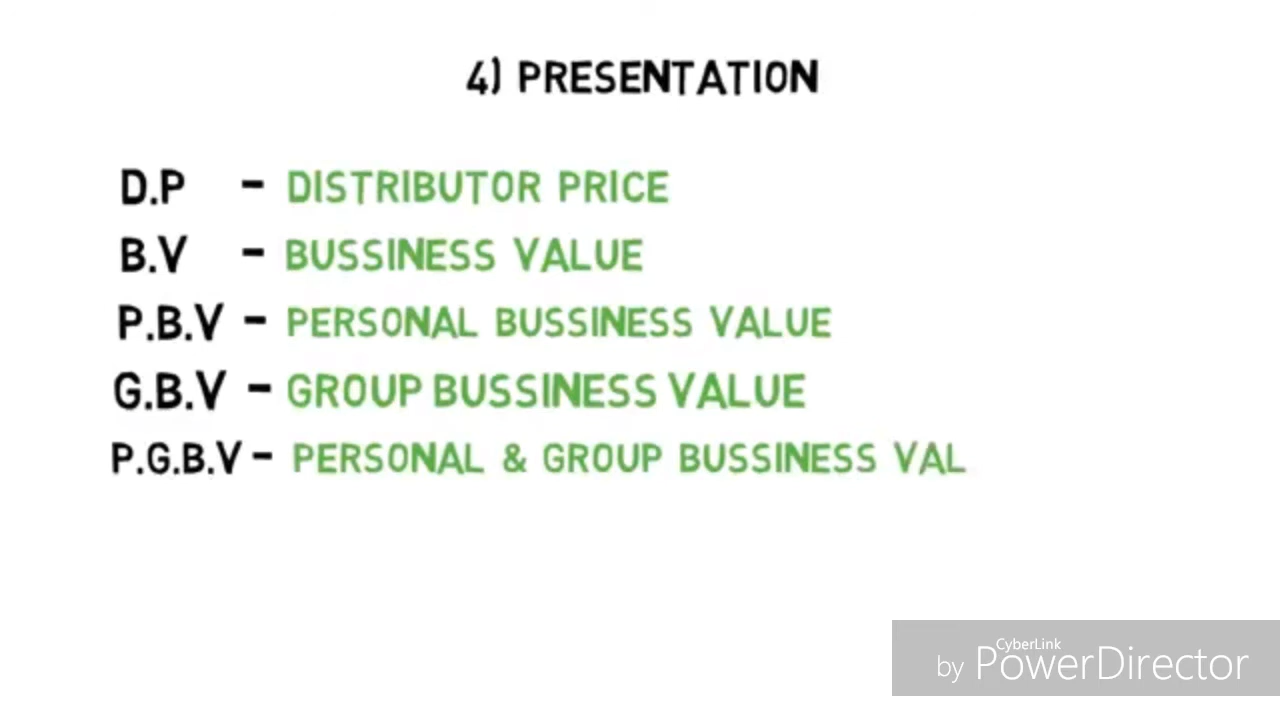 4) PRESENTATION
D.P - DISTRIBUTOR PRICE
B.V - BUSSINESS VALUE
P.B.V - PERSONAL BUSSINESS VALUE
G.B.V - GROUP BUSSINESS VALUE
P.G.B.V - PERSONAL & GROUP BUSSINESS VAL
CyberLink
by PowerDirector